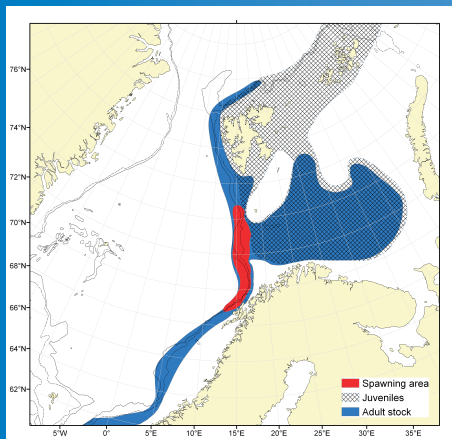 76°N
74°N
72°N
70°N
68°N
66°N
64°N
62°N
Spawning area
Juveniles
Adult stock
5°W 0° 5°E 10°E 15°E 20°E 25°E 30°E 35°E